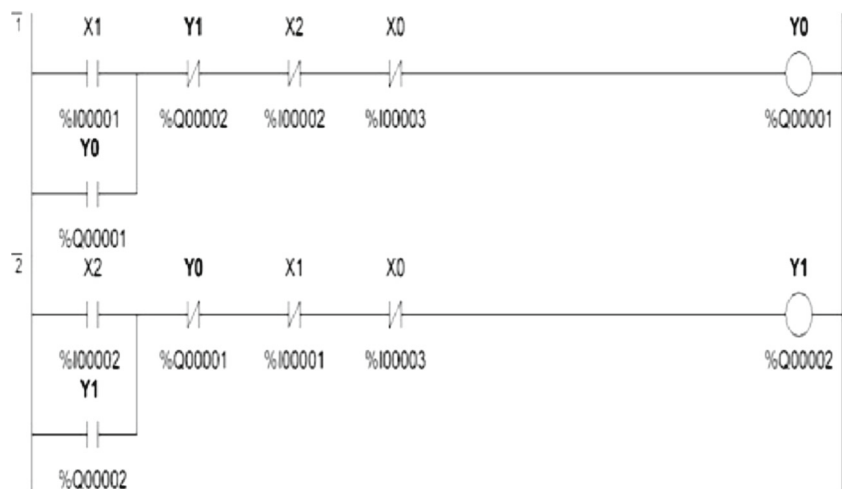 1
X1 Y1 X2 X0 Y0
%I00001 %Q00002 %I00002 %I00003 %Q00001
Y0
%Q00001
2
X2 Y0 X1 X0 Y1
%I00002 %Q00001 %I00001 %I00003 %Q00002
Y1
%Q00002